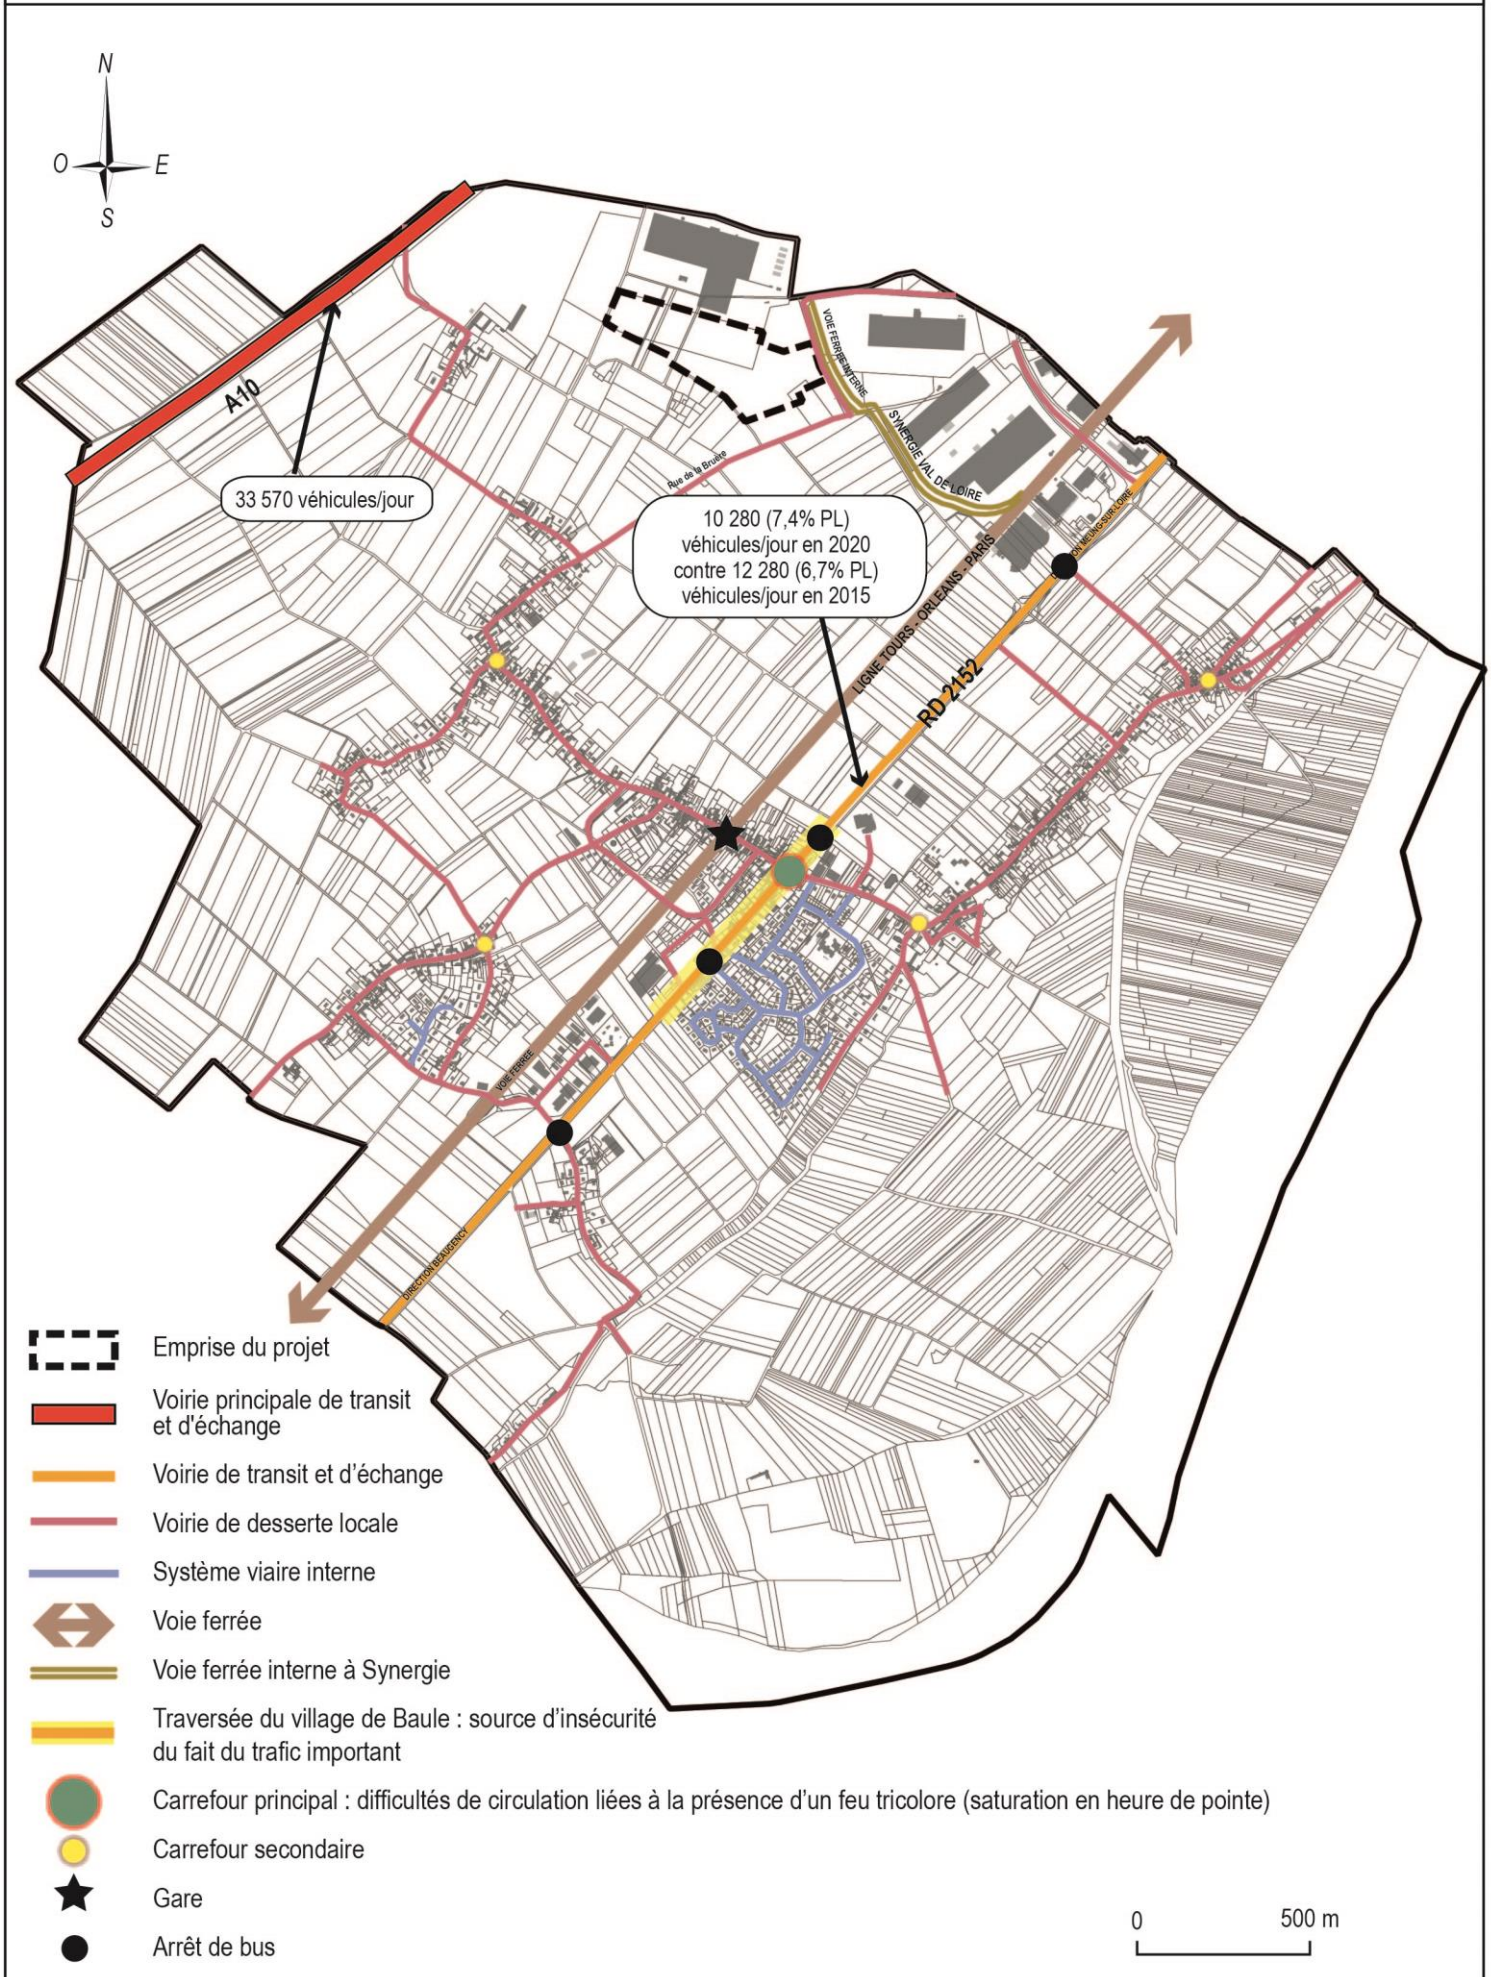 N
O
E
S
A10
33 570 véhicules/jour
VOIE FERRÉE INTERNE
SYNERGIE VAL DE LOIRE
Rue de la Bruère
10 280 (7,4% PL)
véhicules/jour en 2020
contre 12 280 (6,7% PL)
véhicules/jour en 2015
ON MEUNG-SUR-LOIRE
LIGNE TOURS - ORLEANS - PARIS
RD 2152
VOIE FERREE
DIRECTION BEAUGENCY
Emprise du projet
Voirie principale de transit
et d'échange
Voirie de transit et d'échange
Voirie de desserte locale
Système viaire interne
Voie ferrée
Voie ferrée interne à Synergie
Traversée du village de Baule : source d'insécurité
du fait du trafic important
Carrefour principal : difficultés de circulation liées à la présence d'un feu tricolore (saturation en heure de pointe)
Carrefour secondaire
Gare
Arrêt de bus
0
500 m